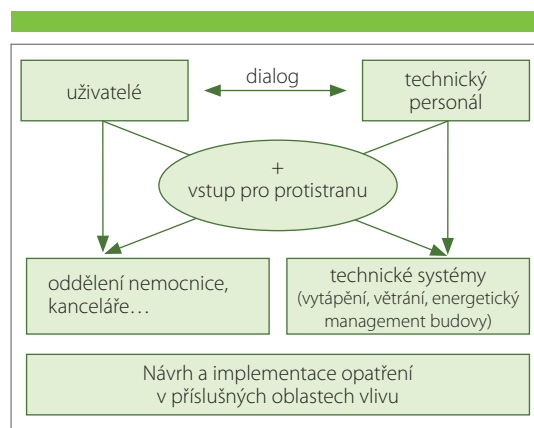 uživatelé
dialog
technický
personál
+
vstup pro protistranu
oddělení nemocnice,
kanceláře…
technické systémy
(vytápění, větrání, energetický
management budovy)
Návrh a implementace opatření
v příslušných oblastech vlivu